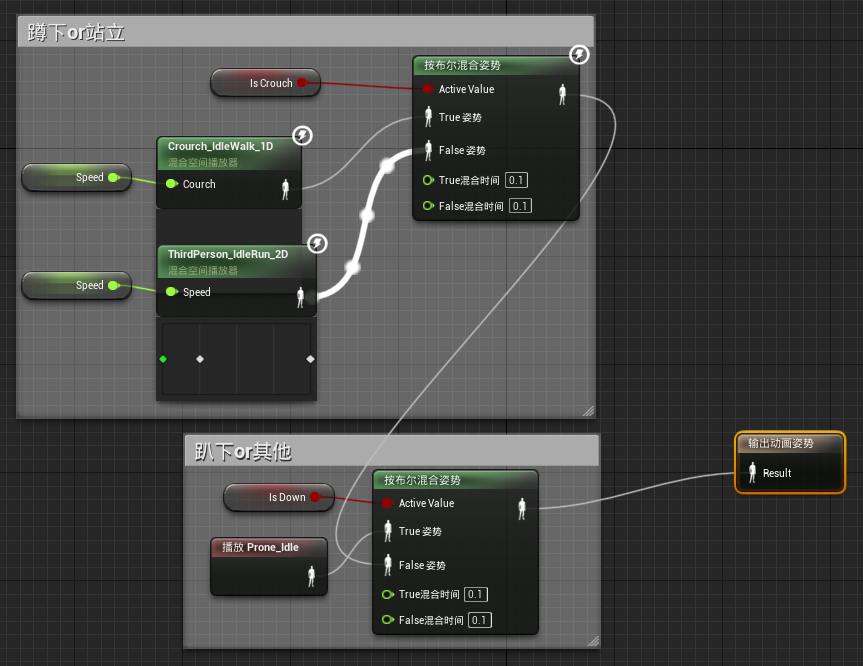 蹲下or站立
Is Crouch
按布尔混合姿势
Active Value
True 姿势
False 姿势
True混合时间 0.1
False混合时间 0.1
Crourch_IdleWalk_1D
混合空间播放器
Speed
Courch
ThirdPerson_IdleRun_2D
混合空间播放器
Speed
Speed
趴下or其他
Is Down
按布尔混合姿势
Active Value
True 姿势
False 姿势
True混合时间 0.1
False混合时间 0.1
播放 Prone_Idle
输出动画姿势
Result